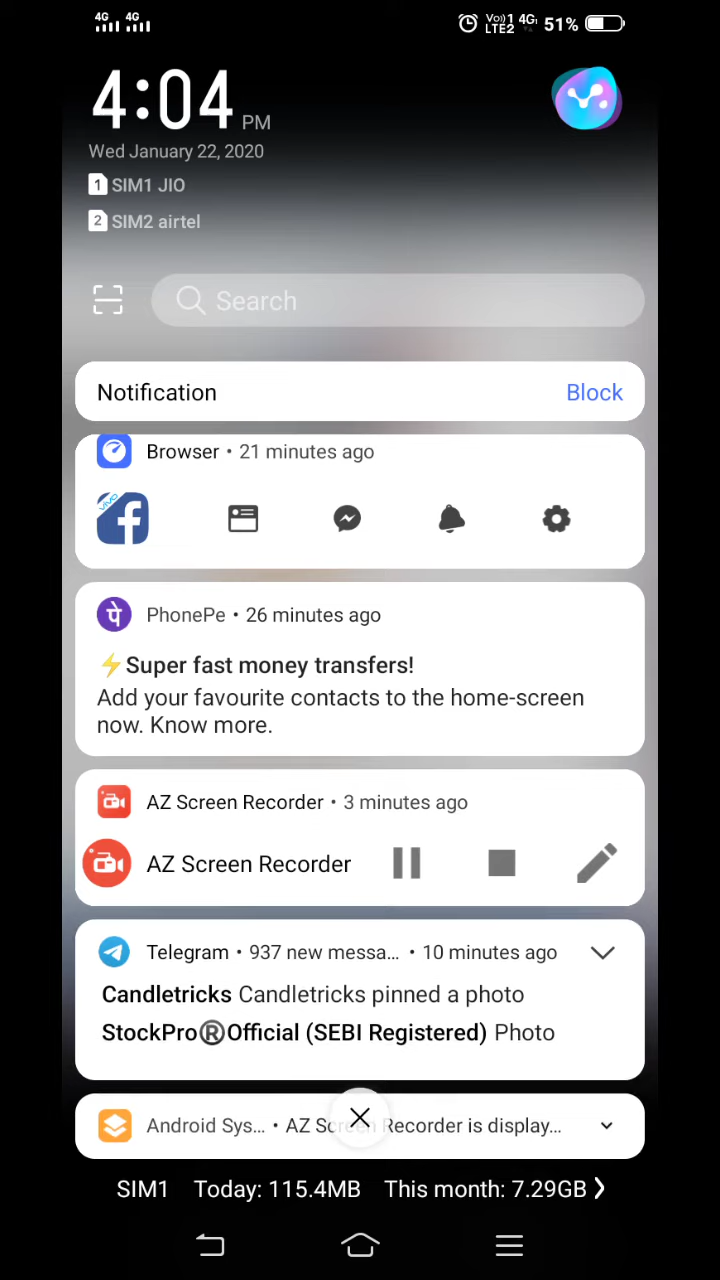 4G 4G Vo))1 LTE2 4G 51%
4:04 PM
Wed January 22, 2020
1 SIM1 JIO
2 SIM2 airtel
Search
Notification Block
Browser • 21 minutes ago
vivo
पे PhonePe • 26 minutes ago
⚡Super fast money transfers!
Add your favourite contacts to the home-screen
now. Know more.
AZ Screen Recorder • 3 minutes ago
AZ Screen Recorder
Telegram • 937 new messa... • 10 minutes ago
Candletricks Candletricks pinned a photo
StockPro®Official (SEBI Registered) Photo
Android Sys... • AZ Screen Recorder is display...
SIM1 Today: 115.4MB This month: 7.29GB